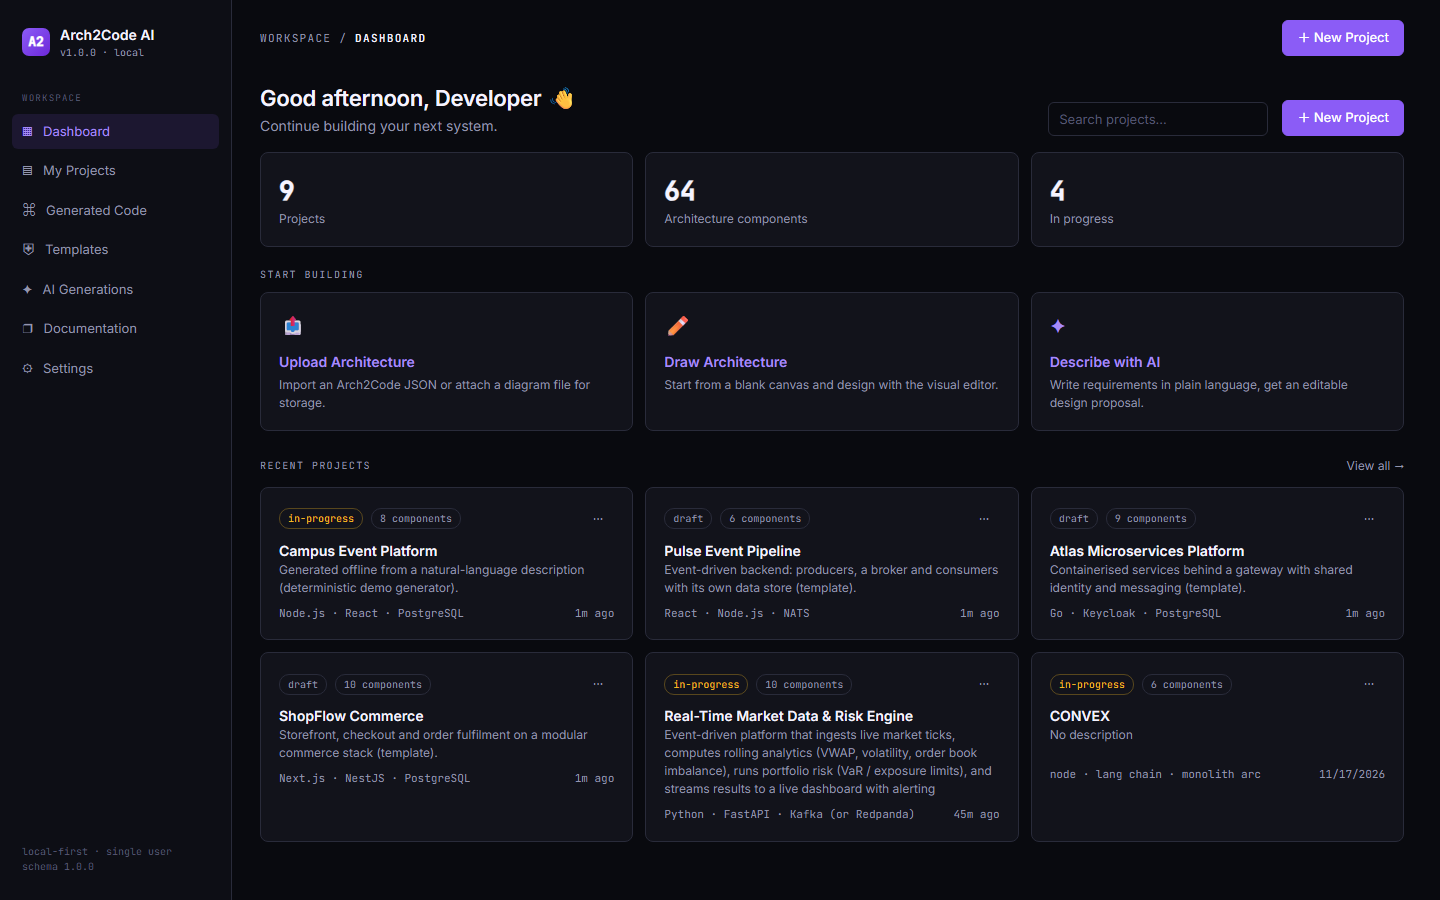 A2
Arch2Code AI
v1.0.0 · local
WORKSPACE
Dashboard
My Projects
Generated Code
Templates
AI Generations
Documentation
Settings
local-first · single user
schema 1.0.0
WORKSPACE / DASHBOARD
+ New Project
Good afternoon, Developer 👋
Continue building your next system.
Search projects...
+ New Project
9
Projects
64
Architecture components
4
In progress
START BUILDING
Upload Architecture
Import an Arch2Code JSON or attach a diagram file for
storage.
Draw Architecture
Start from a blank canvas and design with the visual editor.
Describe with AI
Write requirements in plain language, get an editable
design proposal.
RECENT PROJECTS
View all →
in-progress 8 components ···
Campus Event Platform
Generated offline from a natural-language description
(deterministic demo generator).
Node.js · React · PostgreSQL 1m ago
draft 6 components ···
Pulse Event Pipeline
Event-driven backend: producers, a broker and consumers
with its own data store (template).
React · Node.js · NATS 1m ago
draft 9 components ···
Atlas Microservices Platform
Containerised services behind a gateway with shared
identity and messaging (template).
Go · Keycloak · PostgreSQL 1m ago
draft 10 components ···
ShopFlow Commerce
Storefront, checkout and order fulfilment on a modular
commerce stack (template).
Next.js · NestJS · PostgreSQL 1m ago
in-progress 10 components ···
Real-Time Market Data & Risk Engine
Event-driven platform that ingests live market ticks,
computes rolling analytics (VWAP, volatility, order book
imbalance), runs portfolio risk (VaR / exposure limits), and
streams results to a live dashboard with alerting
Python · FastAPI · Kafka (or Redpanda) 45m ago
in-progress 6 components ···
CONVEX
No description
node · lang chain · monolith arc 11/17/2026